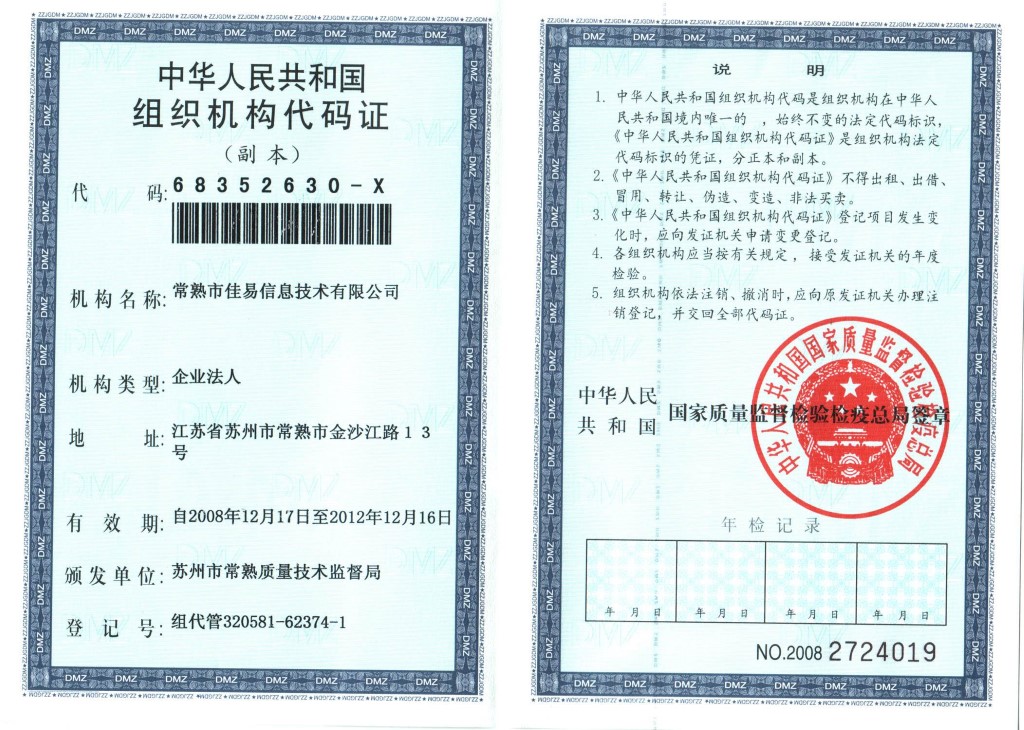 中华人民共和国
组织机构代码证
（副本）
代 码: 68352630-X
机构名称: 常熟市佳易信息技术有限公司
机构类型: 企业法人
地 址: 江苏省苏州市常熟市金沙江路１３
号
有 效 期: 自2008年12月17日至2012年12月16日
颁发单位: 苏州市常熟质量技术监督局
登 记 号: 组代管320581-62374-1
说 明
1. 中华人民共和国组织机构代码是组织机构在中华人
民共和国境内唯一的 ，始终不变的法定代码标识，
《中华人民共和国组织机构代码证》是组织机构法定
代码标识的凭证，分正本和副本。
2.《中华人民共和国组织机构代码证》不得出租、出借、
冒用、转让、伪造、变造、非法买卖。
3.《中华人民共和国组织机构代码证》登记项目发生变
化时，应向发证机关申请变更登记。
4. 各组织机构应当按有关规定，接受发证机关的年度
检验。
5. 组织机构依法注销、撤消时，应向原发证机关办理注
销登记，并交回全部代码证。
中华人民
共和国 国家质量监督检验检疫总局签章
中华人民共和国国家质量监督检验检疫总局
年检记录
年 月 日 年 月 日 年 月 日 年 月 日
NO.2008 2724019